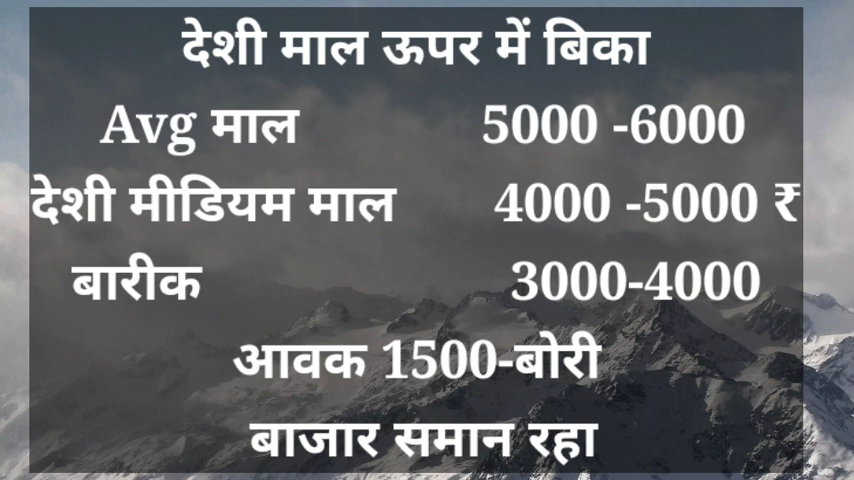 देशी माल ऊपर में बिका
Avg माल 5000 -6000
देशी मीडियम माल 4000 -5000 ₹
बारीक 3000-4000
आवक 1500-बोरी
बाजार समान रहा